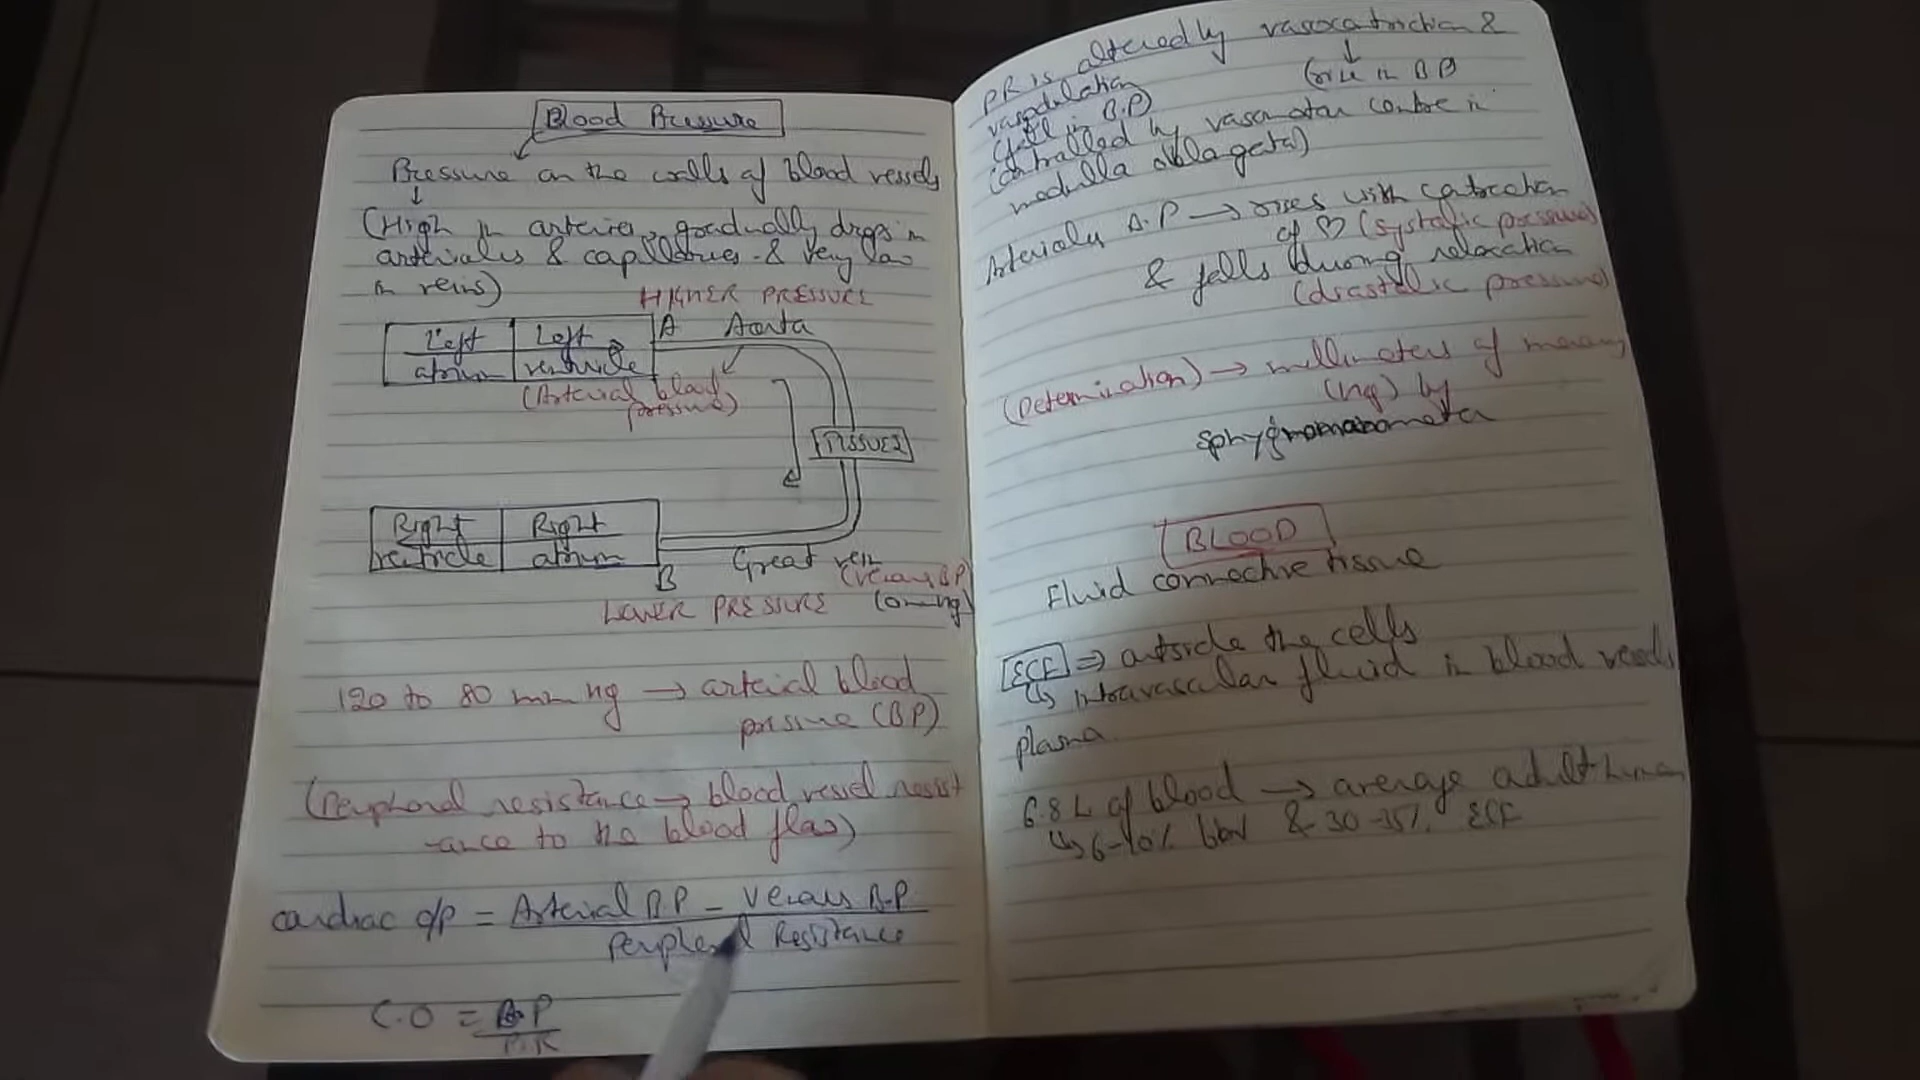 Blood Pressure
Pressure on the walls of blood vessels
(High in arteries, gradually drops in
arterioles & capillaries & very low
in veins)
HIGHER PRESSURE
Left Left A Aorta
atrium ventricle
(Arterial blood
pressure)
TISSUES
Right Right
ventricle atrium
B Great vein
(venous BP)
LOWER PRESSURE
120 to 80 mm Hg → arterial blood
pressure (BP)
(Peripheral resistance → blood vessel resist
-ance to the blood flow)
cardiac o/p = Arterial B.P - Venous B.P
Peripheral Resistance
C.O = BP
P.R
PR is altered by vasoconstriction &
(rise in BP)
vasodilation
(fall in B.P)
(controlled by vasomotor centre in
medulla oblongata)
Arterial B.P → rises with contraction
of ♡ (systolic pressure)
& falls during relaxation
(diastolic pressure)
(Determination) → millimeters of mercury
(Hg) by
sphygmomanometer
BLOOD
Fluid connective tissue
ECF ⇒ outside the cells
↳ intravascular fluid in blood vessels
plasma
6.8 L of blood → average adult human
↳ 6-10% & 30-35% ECF